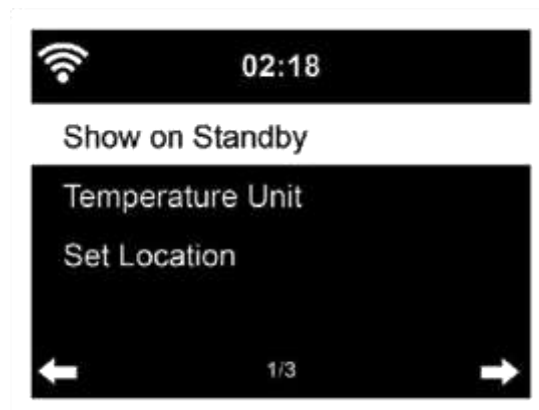 02:18
Show on Standby
Temperature Unit
Set Location
1/3